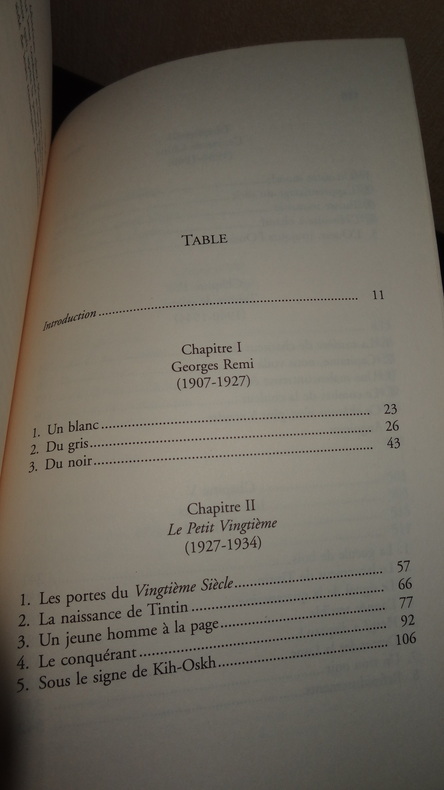 TABLE
Introduction 11
Chapitre I
Georges Remi
(1907-1927)
1. Un blanc 23
2. Du gris 26
3. Du noir 43
Chapitre II
Le Petit Vingtième
(1927-1934)
1. Les portes du Vingtième Siècle 57
2. La naissance de Tintin 66
3. Un jeune homme à la page 77
4. Le conquérant 92
5. Sous le signe de Kih-Oskh 106